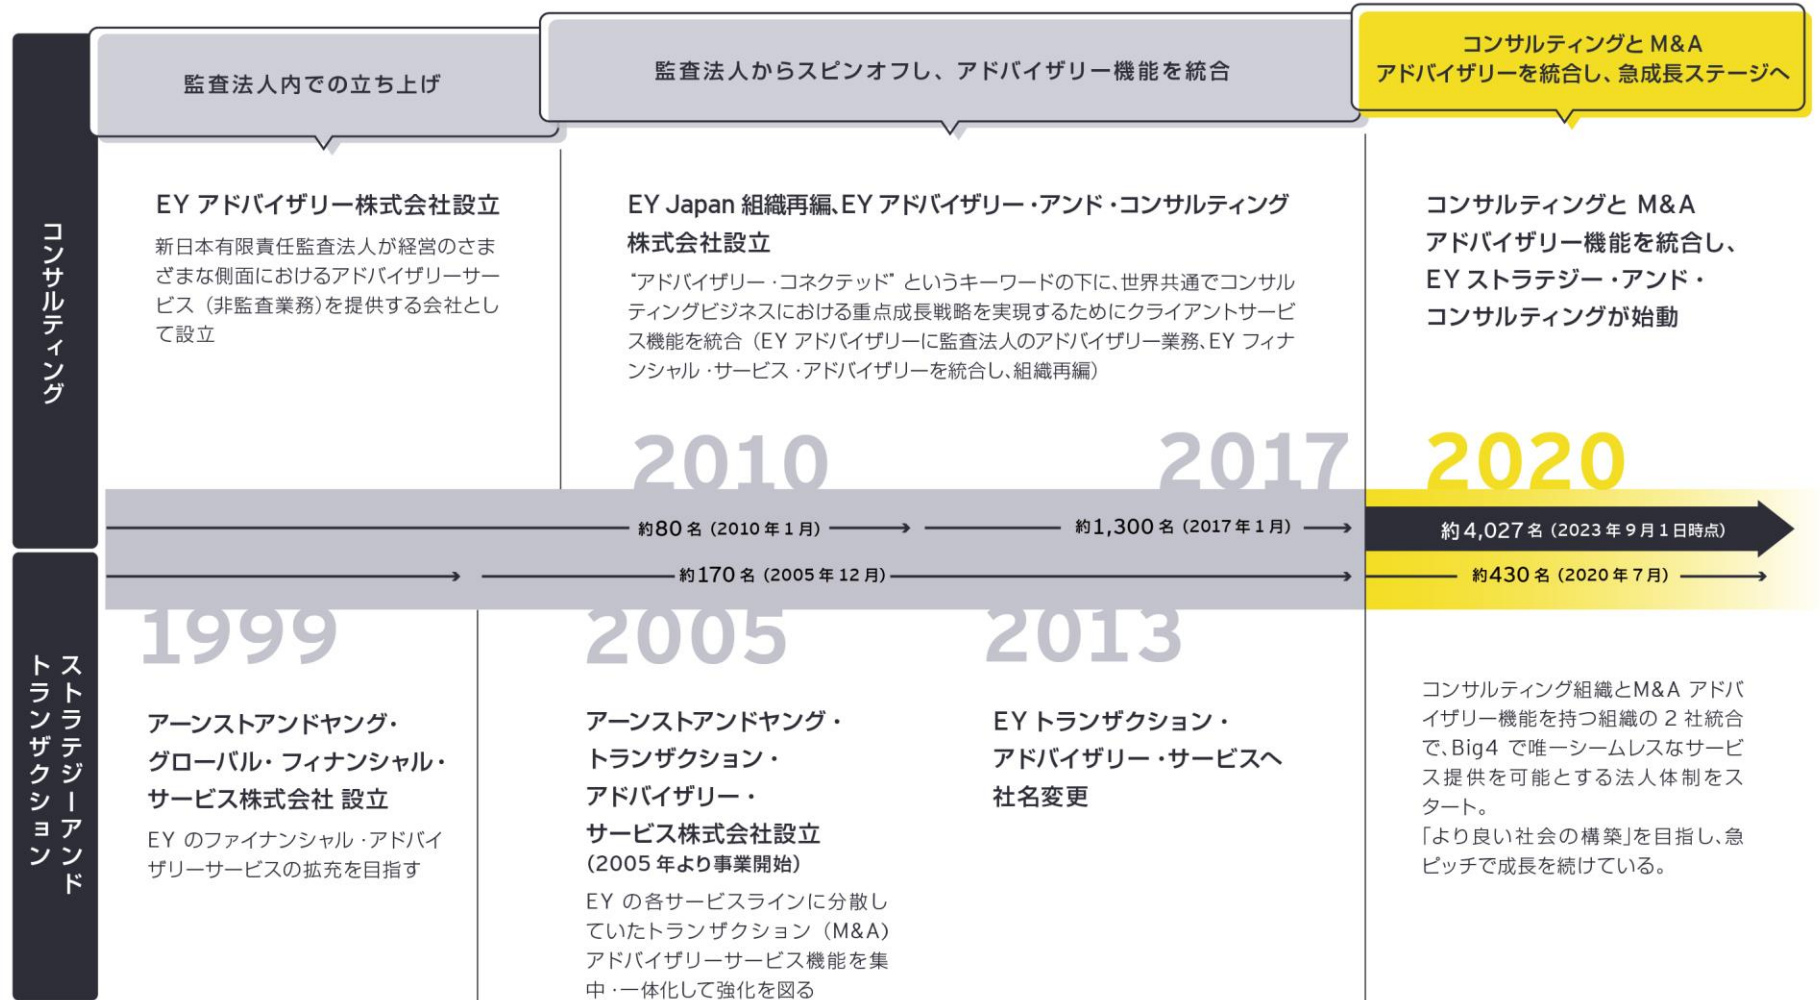 監査法人内での立ち上げ
監査法人からスピンオフし、アドバイザリー機能を統合
コンサルティングと M&A
アドバイザリーを統合し、急成長ステージへ
コンサルティング
EY アドバイザリー株式会社設立
新日本有限責任監査法人が経営のさま
ざまな側面におけるアドバイザリーサー
ビス（非監査業務）を提供する会社とし
て設立
EY Japan 組織再編、EY アドバイザリー・アンド・コンサルティング
株式会社設立
“アドバイザリー・コネクテッド” というキーワードの下に、世界共通でコンサル
ティングビジネスにおける重点成長戦略を実現するためにクライアントサービ
ス機能を統合（EY アドバイザリーに監査法人のアドバイザリー業務、EY フィナ
ンシャル・サービス・アドバイザリーを統合し、組織再編）
コンサルティングと M&A
アドバイザリー機能を統合し、
EY ストラテジー・アンド・
コンサルティングが始動
2010
2017
2020
約80 名（2010 年 1 月）
約1,300 名（2017 年 1 月）
約 4,027 名（2023 年 9 月 1 日時点）
約170 名（2005 年 12 月）
約430 名（2020 年 7 月）
ストラテジーアンド
トランザクション
1999
2005
2013
アーンストアンドヤング・
グローバル・フィナンシャル・
サービス株式会社 設立
EY のファイナンシャル・アドバイ
ザリーサービスの拡充を目指す
アーンストアンドヤング・
トランザクション・
アドバイザリー・
サービス株式会社設立
（2005 年より事業開始）
EY の各サービスラインに分散し
ていたトランザクション（M&A）
アドバイザリーサービス機能を集
中・一体化して強化を図る
EY トランザクション・
アドバイザリー・サービスへ
社名変更
コンサルティング組織とM&A アドバ
イザリー機能を持つ組織の 2 社統合
で、Big4 で唯一シームレスなサービ
ス提供を可能とする法人体制をス
タート。
「より良い社会の構築」を目指し、急
ピッチで成長を続けている。